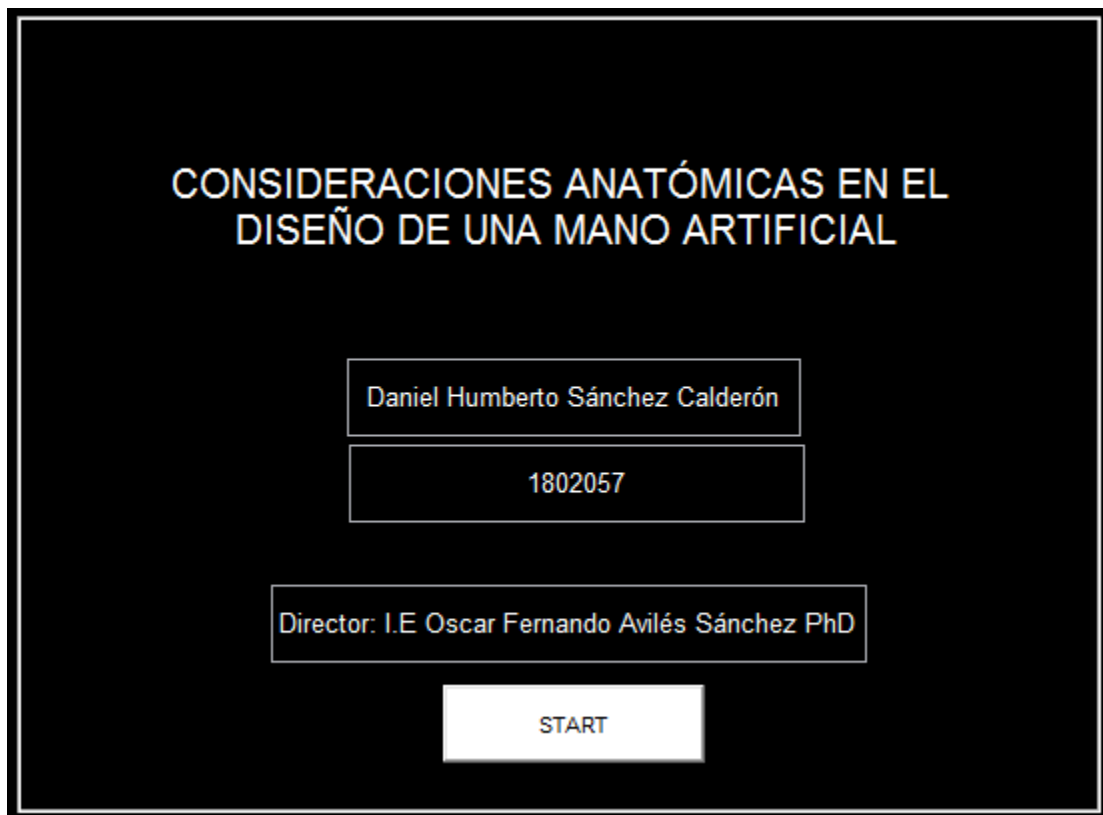 CONSIDERACIONES ANATÓMICAS EN EL
DISEÑO DE UNA MANO ARTIFICIAL
Daniel Humberto Sánchez Calderón
1802057
Director: I.E Oscar Fernando Avilés Sánchez PhD
START